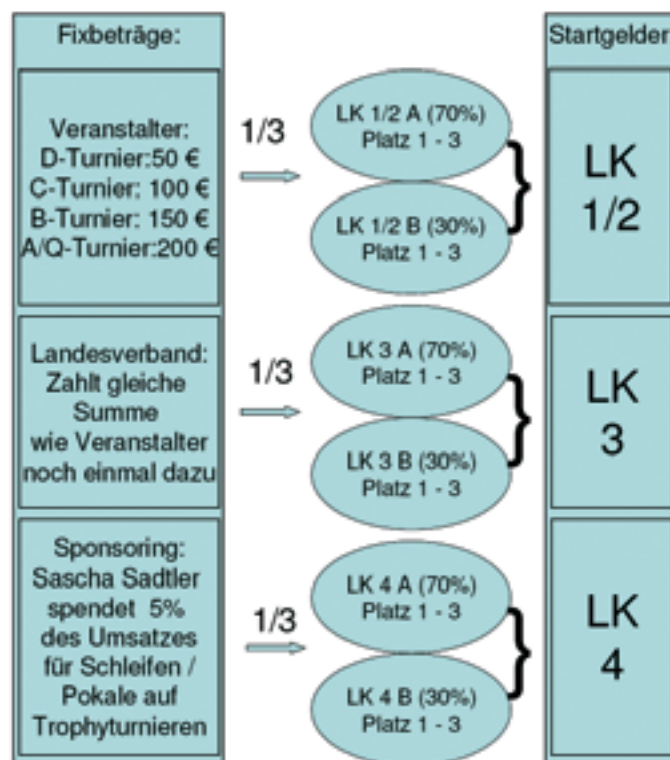 Fixbeträge:
Veranstalter:
D-Turnier:50 €
C-Turnier: 100 €
B-Turnier: 150 €
A/Q-Turnier:200 €
Landesverband:
Zahlt gleiche
Summe
wie Veranstalter
noch einmal dazu
Sponsoring:
Sascha Sadtler
spendet 5%
des Umsatzes
für Schleifen /
Pokale auf
Trophyturnieren
1/3
LK 1/2 A (70%)
Platz 1 - 3
LK 1/2 B (30%)
Platz 1 - 3
1/3
LK 3 A (70%)
Platz 1 - 3
LK 3 B (30%)
Platz 1 - 3
1/3
LK 4 A (70%)
Platz 1 - 3
LK 4 B (30%)
Platz 1 - 3
}
}
}
Startgelder
LK
1/2
LK
3
LK
4